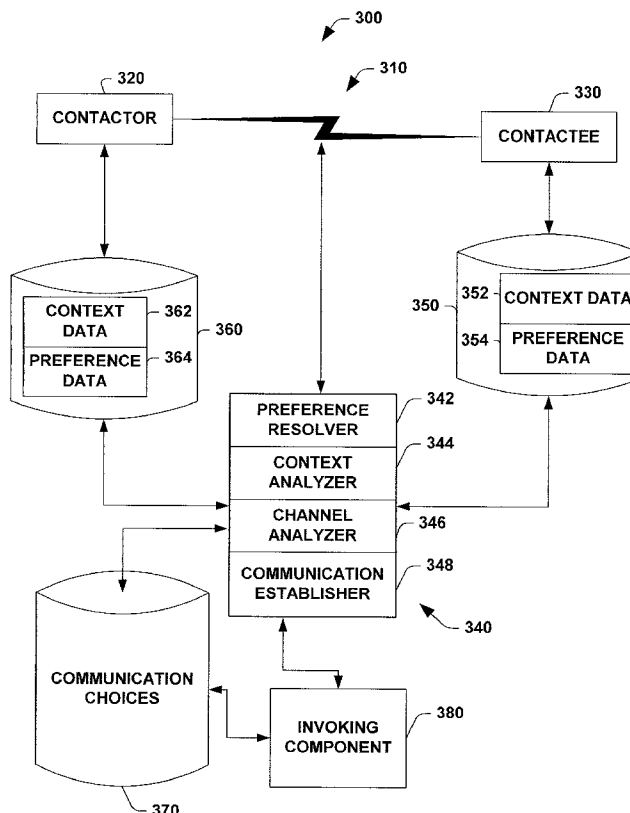 300
310
320
CONTACTOR
330
CONTACTEE
CONTEXT
DATA
362
PREFERENCE
DATA
364
360
350
352
CONTEXT DATA
354
PREFERENCE
DATA
PREFERENCE
RESOLVER
342
CONTEXT
ANALYZER
344
CHANNEL
ANALYZER
346
COMMUNICATION
ESTABLISHER
348
340
COMMUNICATION
CHOICES
370
INVOKING
COMPONENT
380